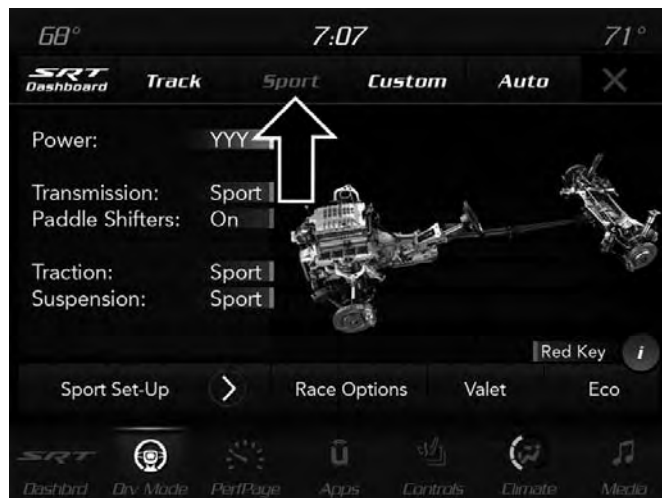 68° 7:07 71°
SRT Dashboard Track Sport Custom Auto X
Power: YYY
Transmission: Sport
Paddle Shifters: On
Traction: Sport
Suspension: Sport
Red Key i
Sport Set-Up > Race Options Valet Eco
SRT ü
Dashbrd Drv Mode PerfPage Apps Controls Climate Media